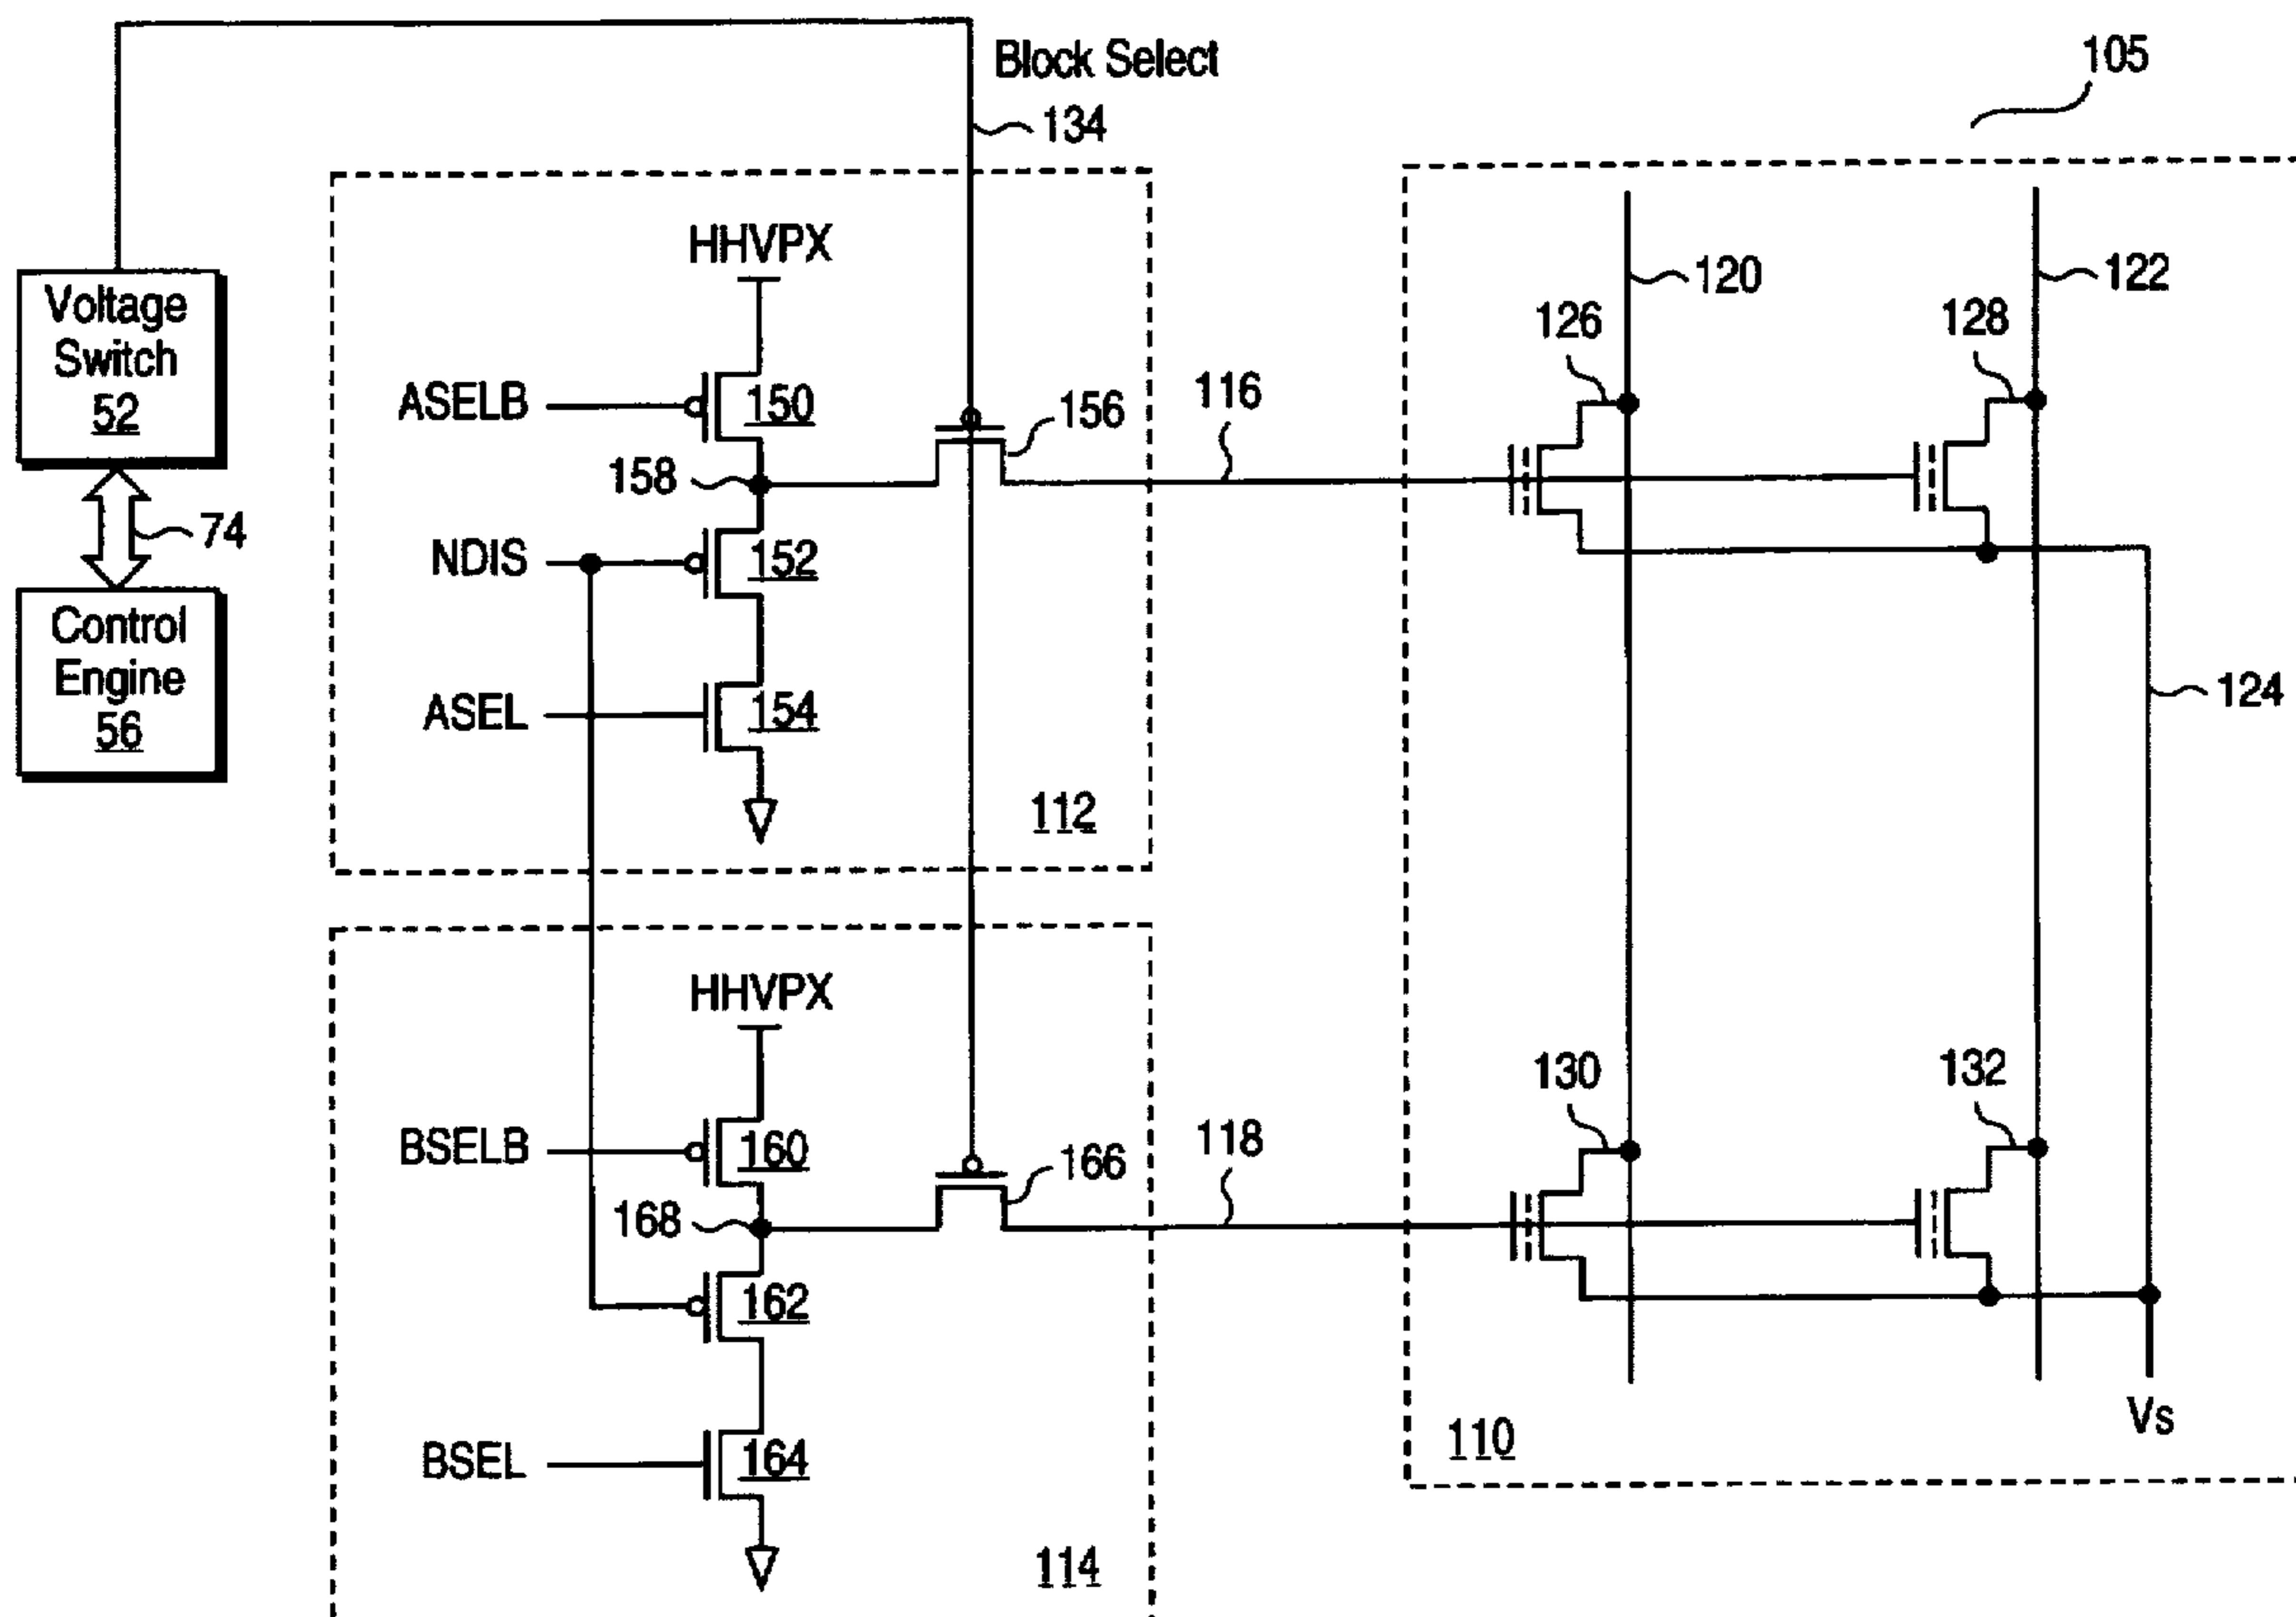 Block Select
134
105
Voltage
Switch
52
74
Control
Engine
56
HHVPX
ASELB
150
158
NDIS
152
ASEL
154
156
112
116
120
122
126
128
124
HHVPX
BSELB
160
168
162
BSEL
164
166
114
118
130
132
110
Vs